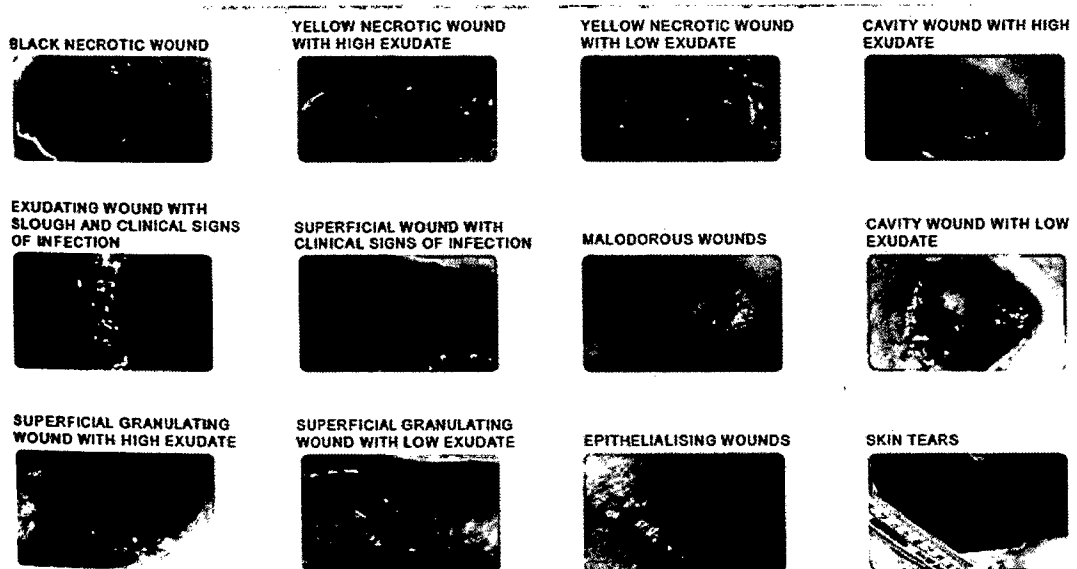 BLACK NECROTIC WOUND
YELLOW NECROTIC WOUND
WITH HIGH EXUDATE
YELLOW NECROTIC WOUND
WITH LOW EXUDATE
CAVITY WOUND WITH HIGH
EXUDATE
EXUDATING WOUND WITH
SLOUGH AND CLINICAL SIGNS
OF INFECTION
SUPERFICIAL WOUND WITH
CLINICAL SIGNS OF INFECTION
MALODOROUS WOUNDS
CAVITY WOUND WITH LOW
EXUDATE
SUPERFICIAL GRANULATING
WOUND WITH HIGH EXUDATE
SUPERFICIAL GRANULATING
WOUND WITH LOW EXUDATE
EPITHELIALISING WOUNDS
SKIN TEARS